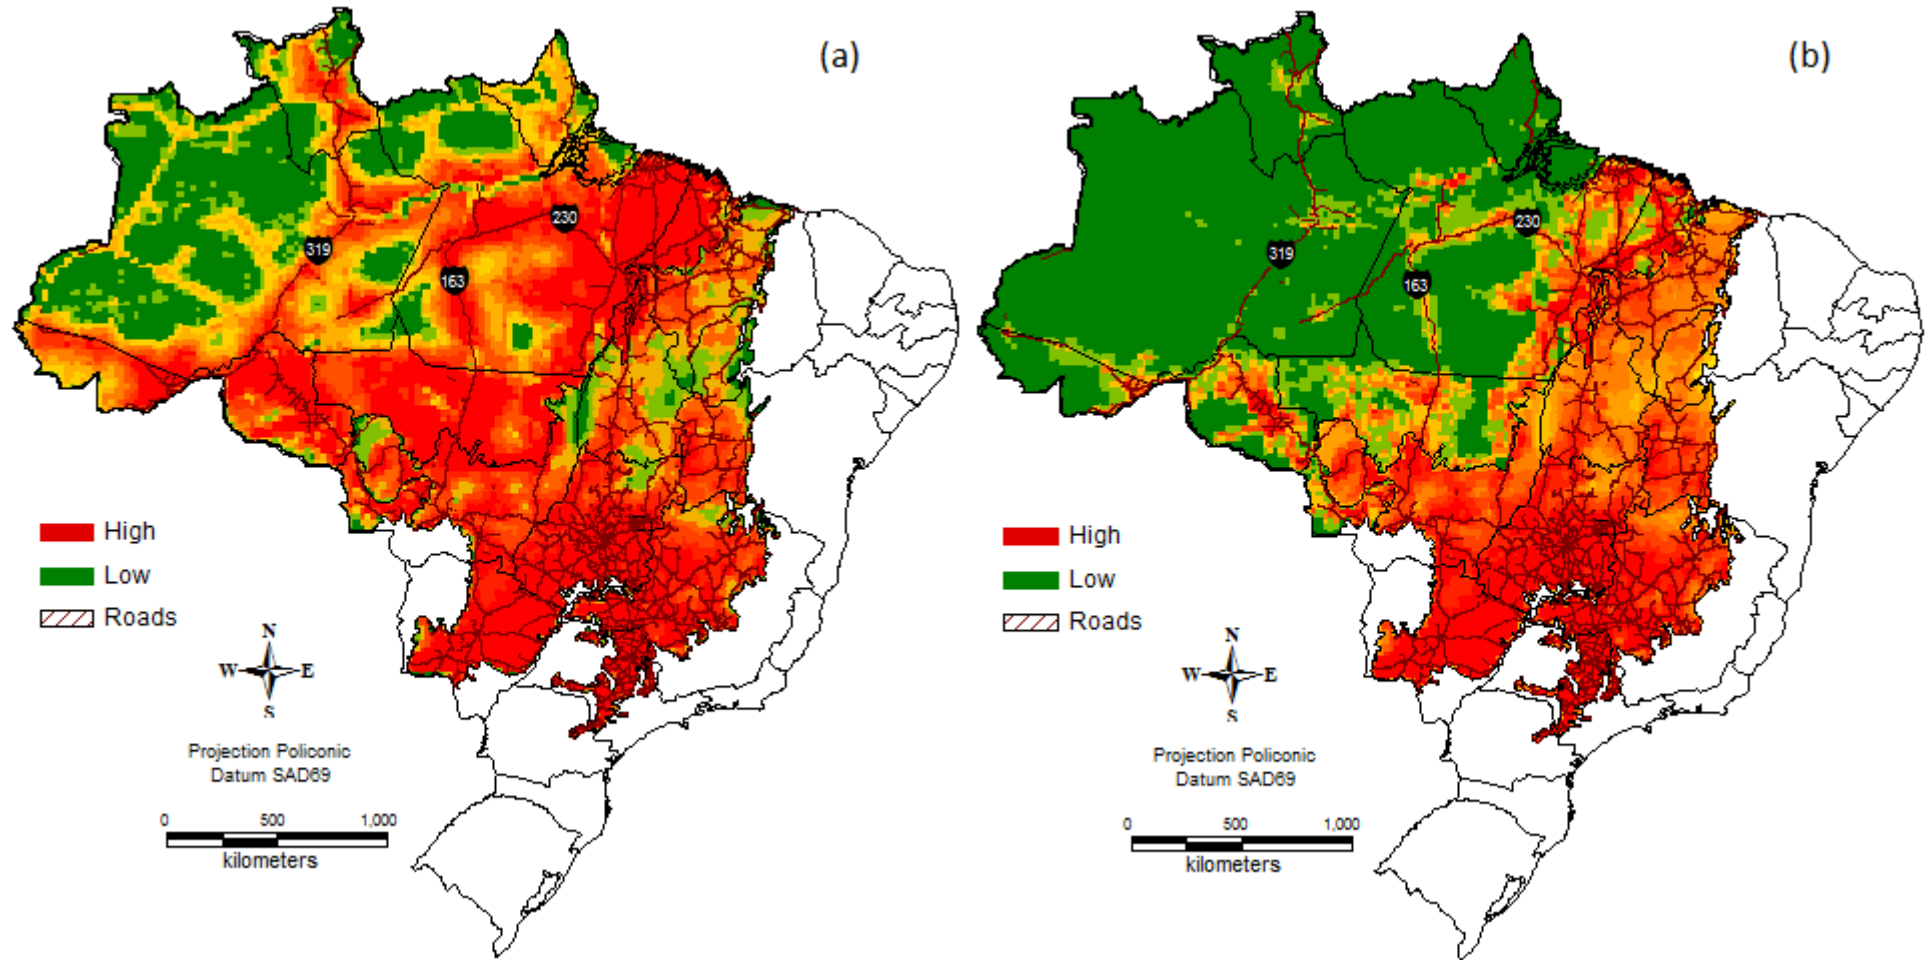 (a)
230
319
163
High
Low
Roads
N
W E
S
Projection Policonic
Datum SAD69
0 500 1,000
kilometers
(b)
230
319
163
High
Low
Roads
N
W E
S
Projection Policonic
Datum SAD69
0 500 1,000
kilometers